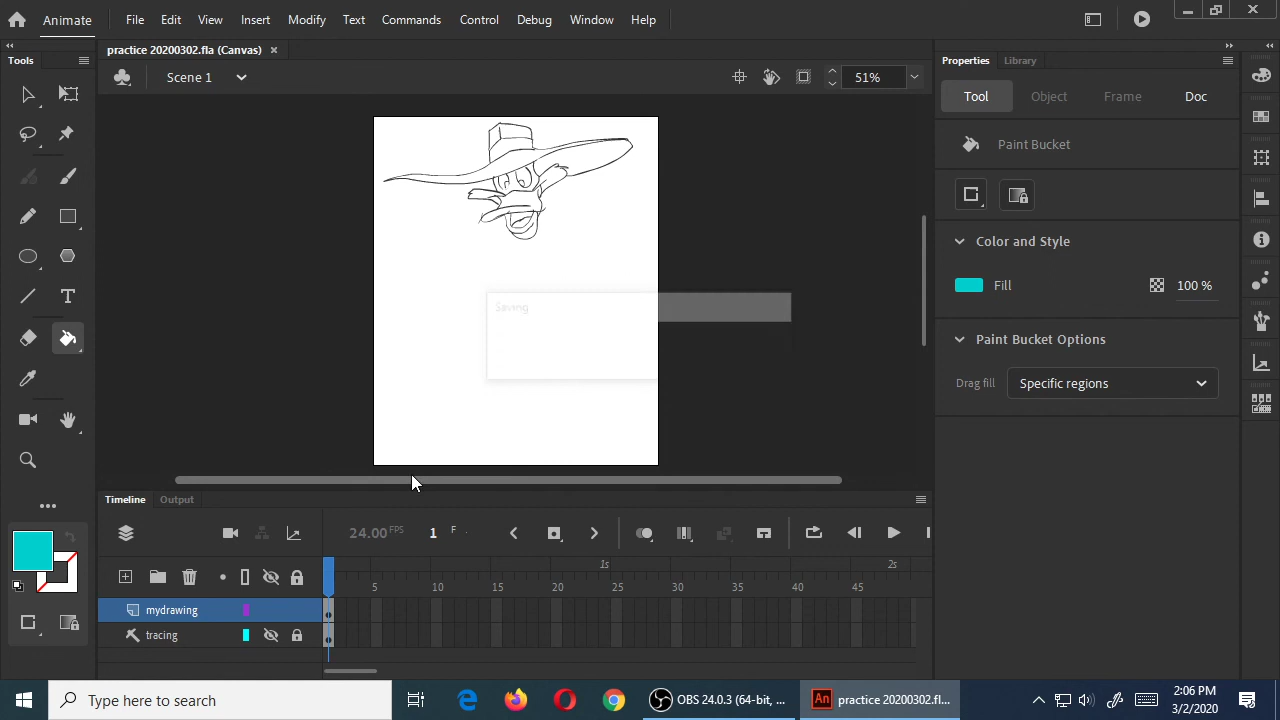 Animate
File Edit View Insert Modify Text Commands Control Debug Window Help
practice 20200302.fla (Canvas)
Tools
Scene 1
51%
Properties Library
Tool Object Frame Doc
Paint Bucket
Color and Style
Fill 100 %
Saving
Paint Bucket Options
Drag fill Specific regions
Timeline Output
24.00 FPS 1 F
1s 2s
5 10 15 20 25 30 35 40 45
mydrawing
tracing
Type here to search
OBS 24.0.3 (64-bit, ...
An practice 20200302.fl...
2:06 PM
3/2/2020